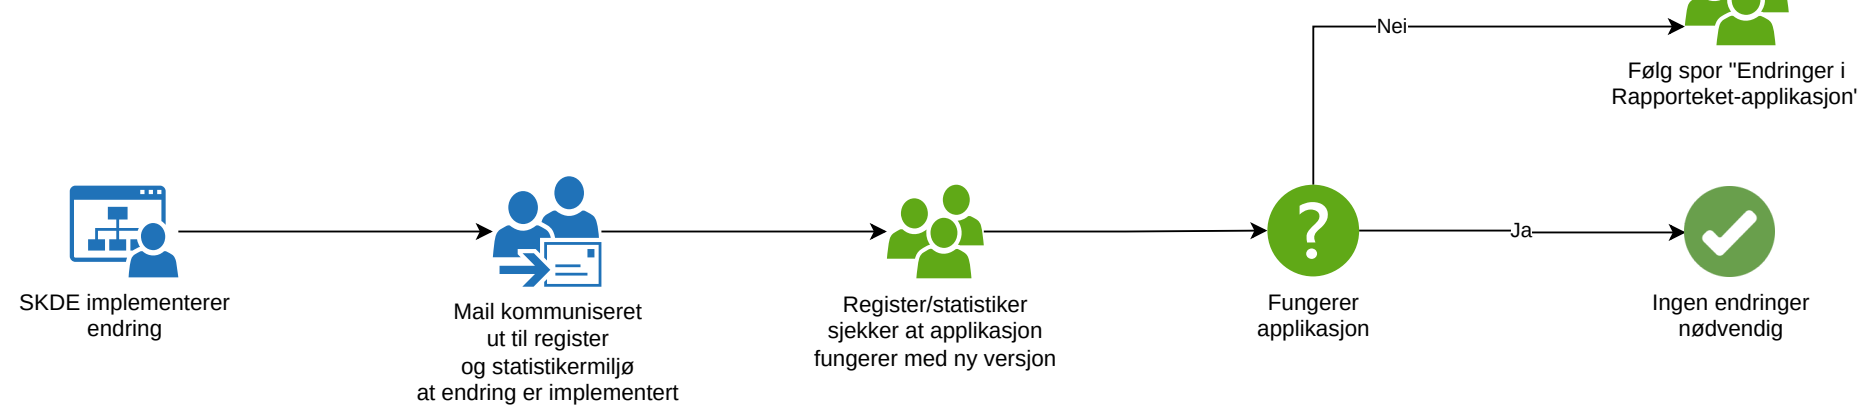 Nei
Følg spor "Endringer i
Rapporteket-applikasjon'
Ja
SKDE implementerer
endring
Mail kommuniseret
ut til register
og statistikermiljø
at endring er implementert
Register/statistiker
sjekker at applikasjon
fungerer med ny versjon
Fungerer
applikasjon
Ingen endringer
nødvendig